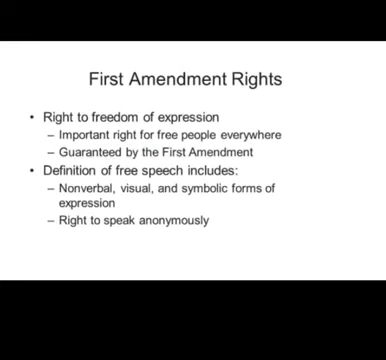 First Amendment Rights
• Right to freedom of expression
– Important right for free people everywhere
– Guaranteed by the First Amendment
• Definition of free speech includes:
– Nonverbal, visual, and symbolic forms of
expression
– Right to speak anonymously